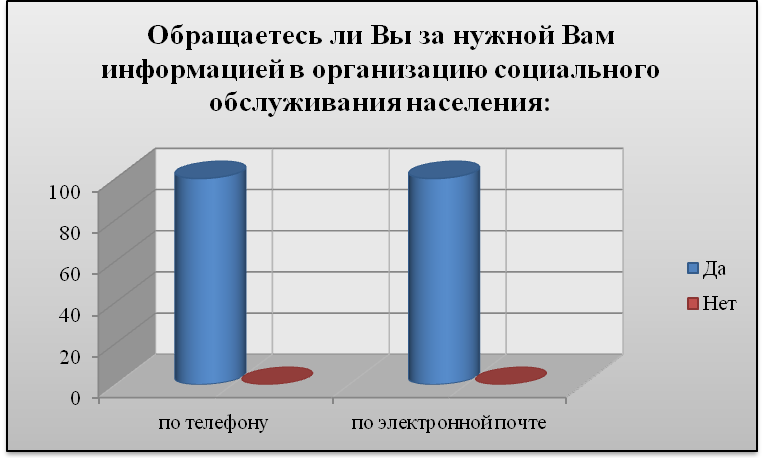 Обращаетесь ли Вы за нужной Вам
информацией в организацию социального
обслуживания населения:
100
80
60
40
20
0
по телефону
по электронной почте
Да
Нет